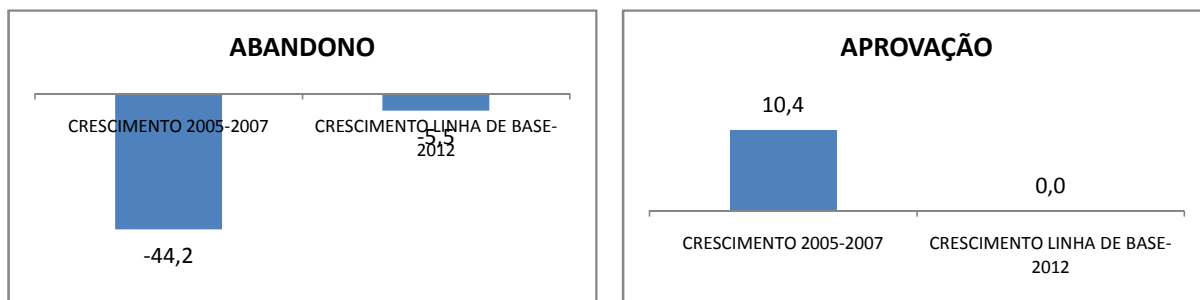 ABANDONO
CRESCIMENTO 2005-2007
CRESCIMENTO LINHA DE BASE-
2012
-5,5
-44,2
APROVAÇÃO
10,4
0,0
CRESCIMENTO 2005-2007
CRESCIMENTO LINHA DE BASE-
2012